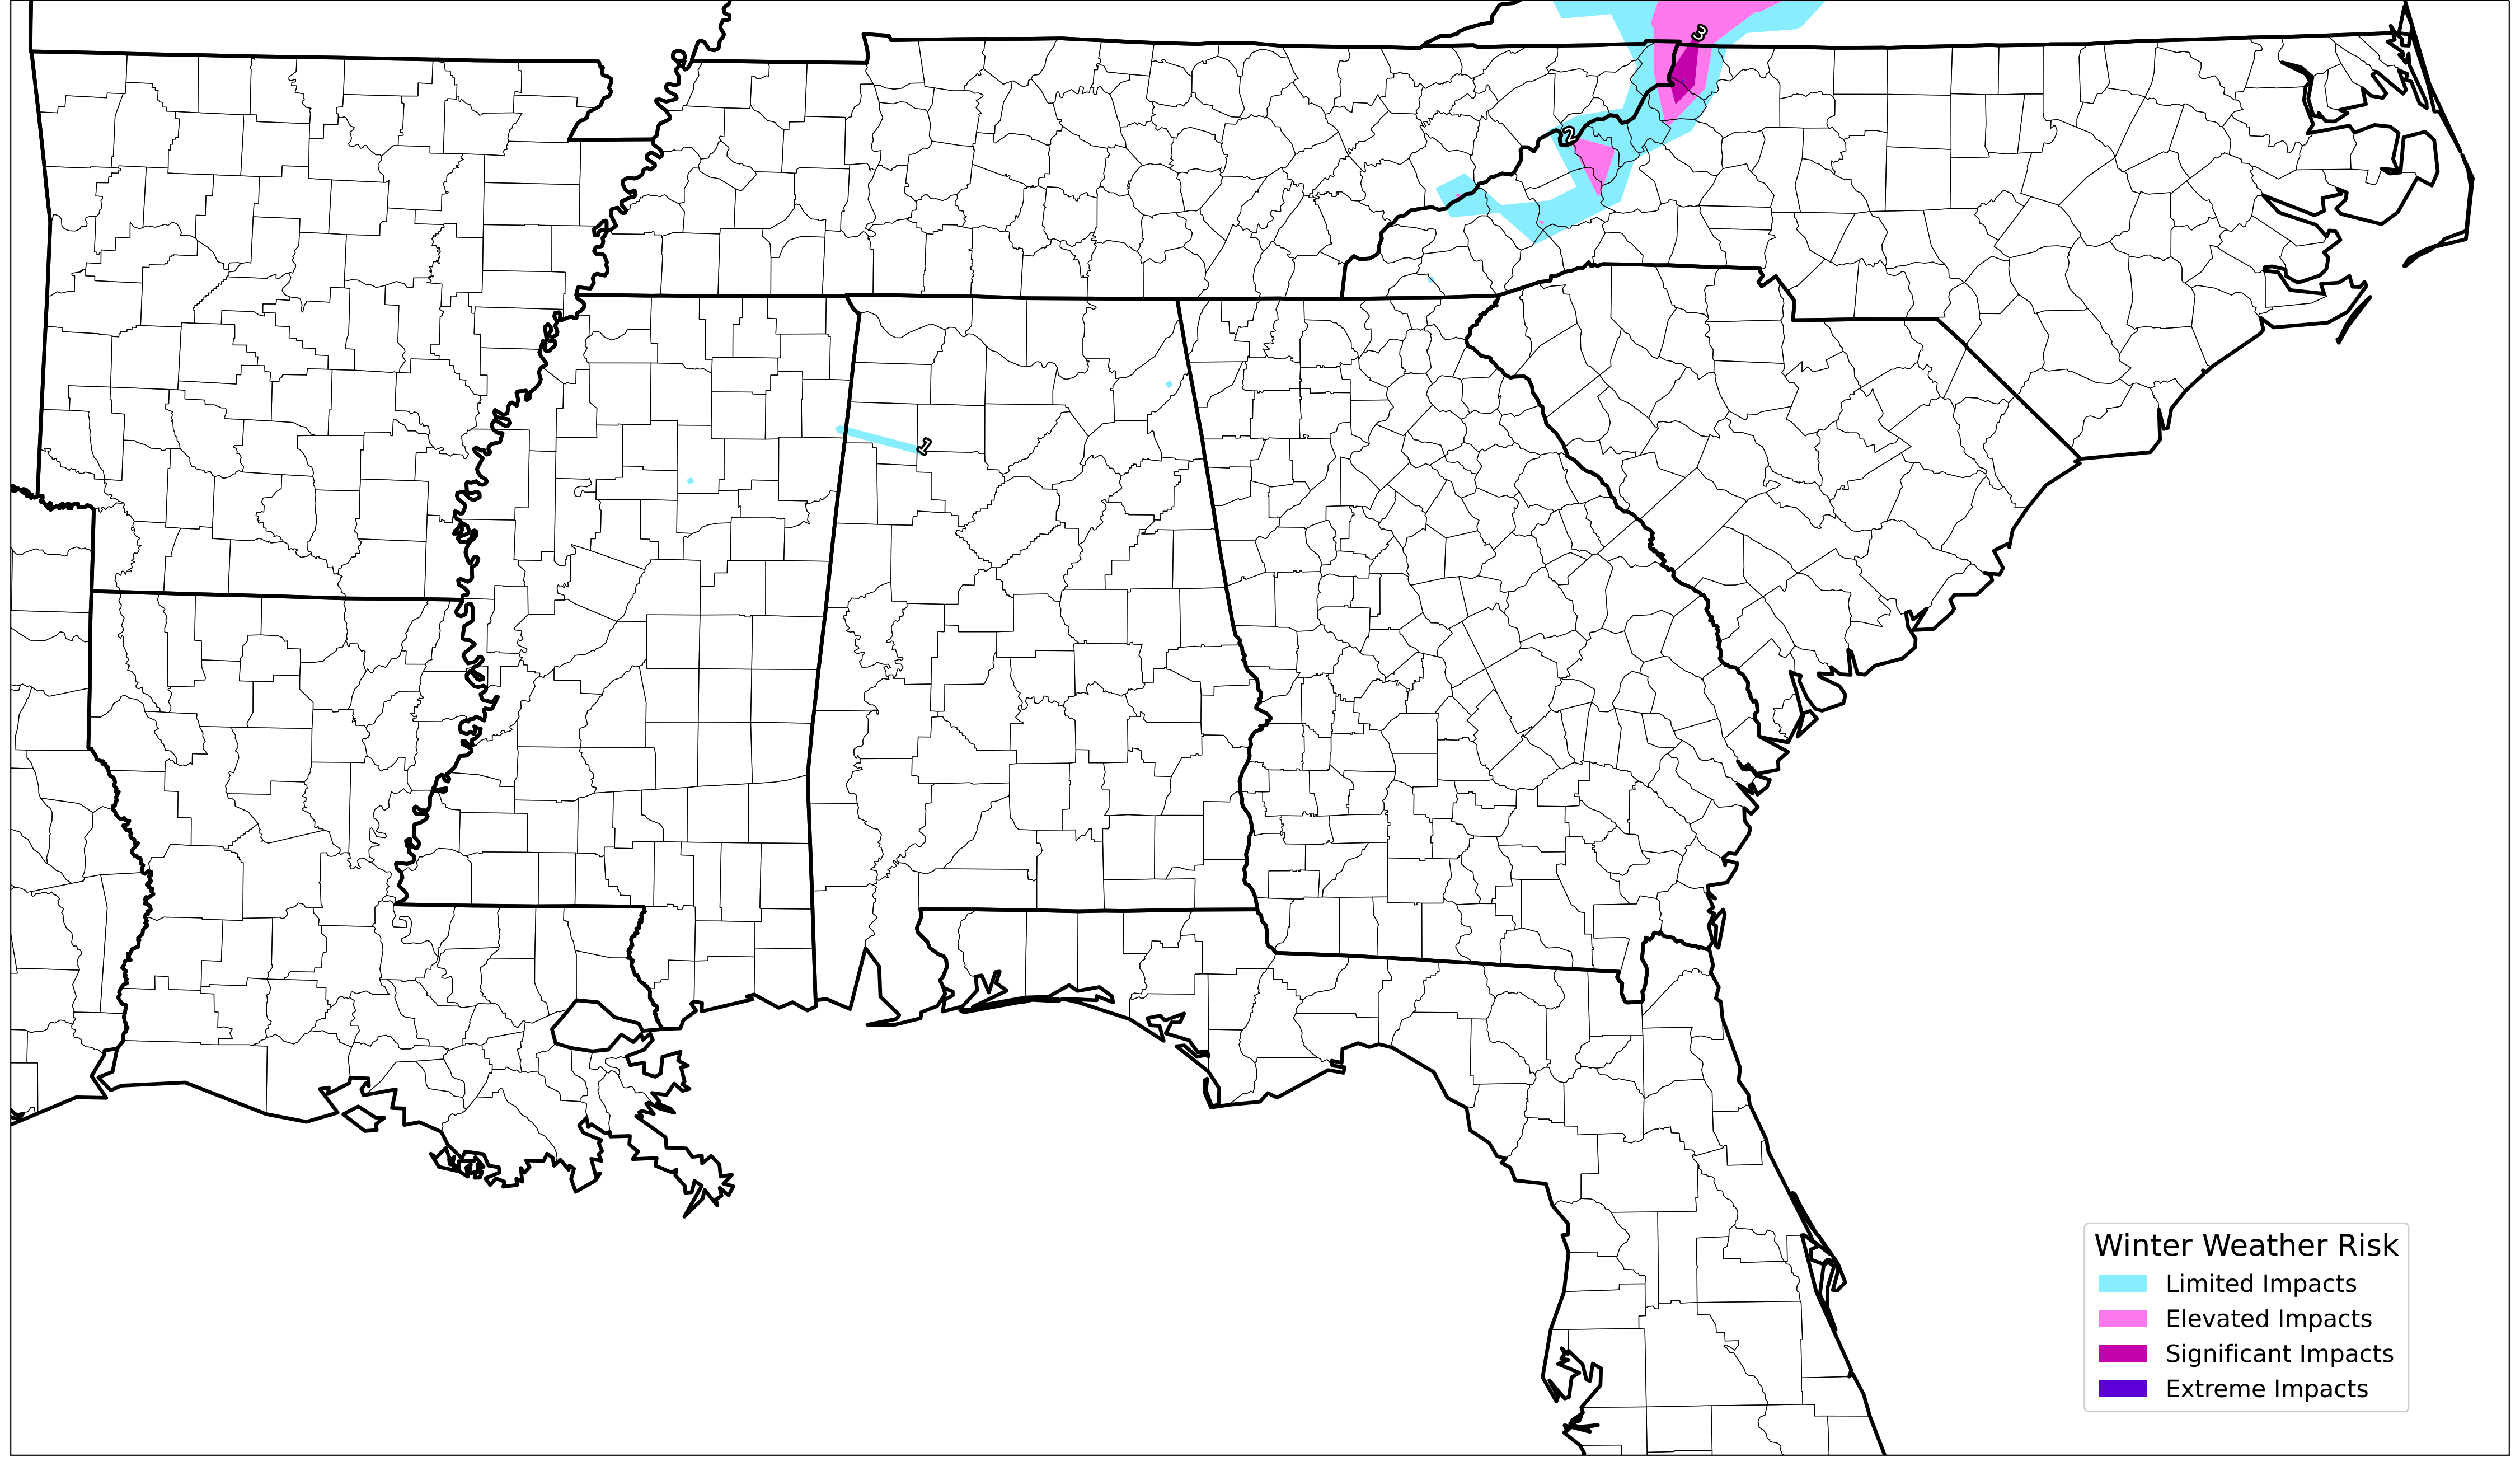 3
2
1
Winter Weather Risk
Limited Impacts
Elevated Impacts
Significant Impacts
Extreme Impacts